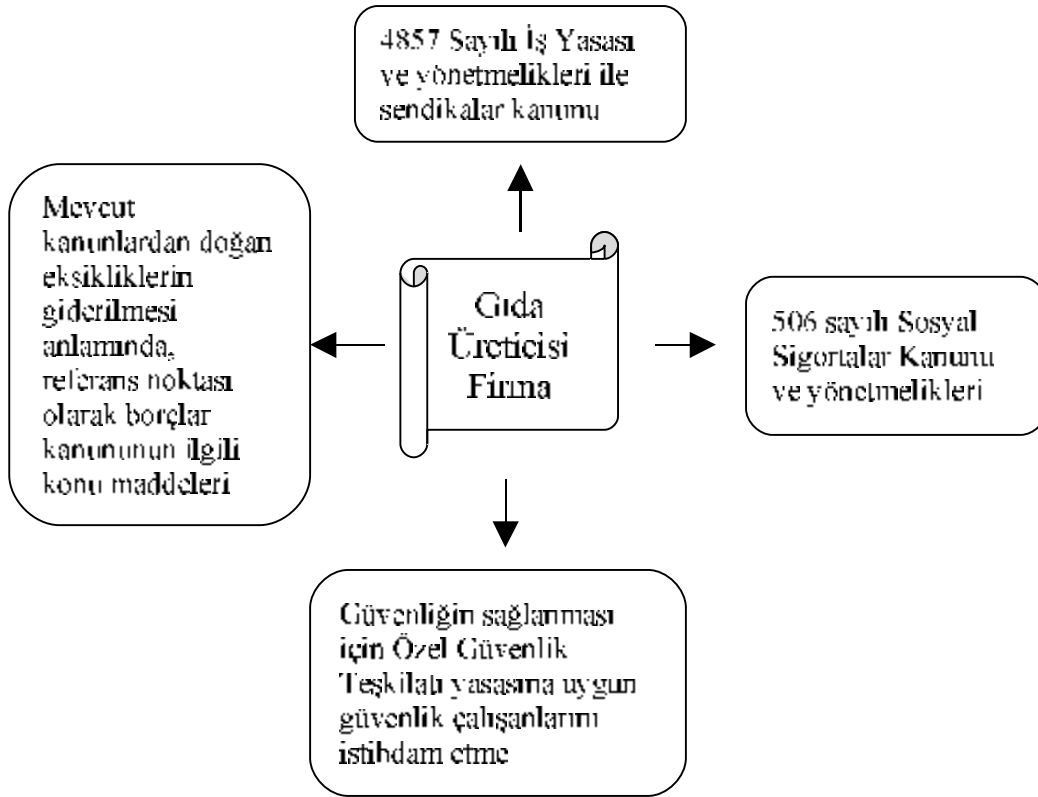 4857 Sayılı İş Yasası
ve yönetmelikleri ile
sendikalar kanunu
Mevcut
kanunlardan doğan
eksikliklerin
giderilmesi
anlamında,
referans noktası
olarak borçlar
kanununun ilgili
konu maddeleri
Gıda
Üreticisi
Firma
506 sayılı Sosyal
Sigortalar Kanunu
ve yönetmelikleri
Güvenliğin sağlanması
için Özel Güvenlik
Teşkilatı yasasına uygun
güvenlik çalışanlarını
istihdam etme